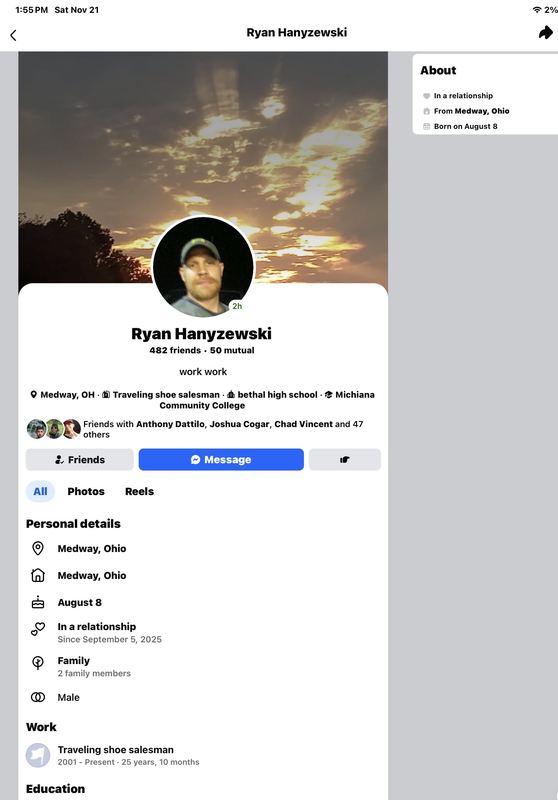 1:55 PM Sat Nov 21
2%
Ryan Hanyzewski
About
In a relationship
From Medway, Ohio
Born on August 8
2h
Ryan Hanyzewski
482 friends · 50 mutual
work work
Medway, OH · Traveling shoe salesman · bethal high school · Michiana
Community College
Friends with Anthony Dattilo, Joshua Cogar, Chad Vincent and 47
others
Friends
Message
All Photos Reels
Personal details
Medway, Ohio
Medway, Ohio
August 8
In a relationship
Since September 5, 2025
Family
2 family members
Male
Work
Traveling shoe salesman
2001 - Present · 25 years, 10 months
Education